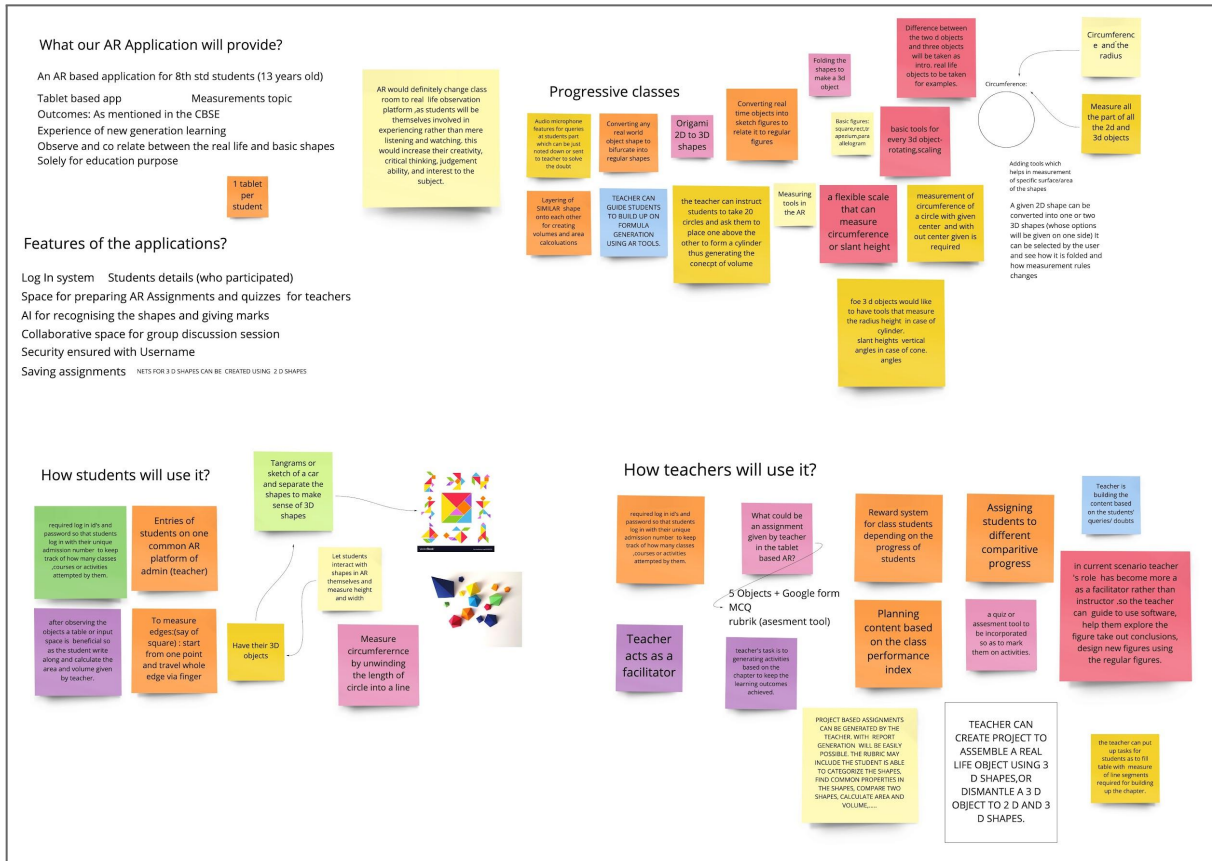 What our AR Application will provide?
An AR based application for 8th std students (13 years old)
Tablet based app
Measurements topic
Outcomes: As mentioned in the CBSE
Experience of new generation learning
Observe and co relate between the real life and basic shapes
Solely for education purpose
1 tablet
per
student
AR would definitely change class
room to real life observation
platform ,as students will be
themselves involved in
experiencing rather than mere
listening and watching. this
would increase their creativity,
critical thinking, judgement
ability, and interest to the
subject.
Features of the applications?
Log In system
Students details (who participated)
Space for preparing AR Assignments and quizzes for teachers
AI for recognising the shapes and giving marks
Collaborative space for group discussion session
Security ensured with Username
Saving assignments
NETS FOR 3 D SHAPES CAN BE CREATED USING 2 D SHAPES
Progressive classes
Audio microphone
features for queries
at students part
which can be just
noted down or sent
to teacher to solve
the doubt
Converting any
real world
object shape to
bifurcate into
regular shapes
Origami
2D to 3D
shapes
Converting real
time objects into
sketch figures to
relate it to regular
figures
Folding the
shapes to
make a 3d
object
Basic figures:
square,rect,tr
apezium,para
allelogram
Difference between
the two d objects
and three objects
will be taken as
intro. real life
objects to be taken
for examples.
basic tools for
every 3d object-
rotating,scaling
Circumference:
Circumferenc
e and the
radius
Measure all
the part of all
the 2d and
3d objects
Layering of
SIMILAR shape
onto each other
for creating
volumes and area
calcluations
TEACHER CAN
GUIDE STUDENTS
TO BUILD UP ON
FORMULA
GENERATION
USING AR TOOLS.
the teacher can instruct
students to take 20
circles and ask them to
place one above the
other to form a cylinder
thus generating the
conecpt of volume
Measuring
tools in
the AR
a flexible scale
that can
measure
circumference
or slant height
measurement of
circumference of
a circle with given
center and with
out center given is
required
Adding tools which
helps in measurement
of specific surface/area
of the shapes
A given 2D shape can be
converted into one or two
3D shapes (whose options
will be given on one side) It
can be selected by the user
and see how it is folded and
how measurement rules
changes
foe 3 d objects would like
to have tools that measure
the radius height in case of
cylinder.
slant heights vertical
angles in case of cone.
angles
How students will use it?
required log in id's and
password so that students
log in with their unique
admission number to keep
track of how many classes
,courses or activities
attempted by them.
Entries of
students on one
common AR
platform of
admin (teacher)
Tangrams or
sketch of a car
and separate the
shapes to make
sense of 3D
shapes
Let students
interact with
shapes in AR
themselves and
measure height
and width
after observing the
objects a table or input
space is beneficial so
as the student write
along and calculate the
area and volume given
by teacher.
To measure
edges:(say of
square) : start
from one point
and travel whole
edge via finger
Have their 3D
objects
Measure
circumfernce
by unwinding
the length of
circle into a line
How teachers will use it?
required log in id's and
password so that students
log in with their unique
admission number to keep
track of how many classes
,courses or activities
attempted by them.
What could be
an assignment
given by teacher
in the tablet
based AR?
5 Objects + Google form
MCQ
rubrik (asesment tool)
Reward system
for class students
depending on the
progress of
students
Assigning
students to
different
comparitive
progress
Teacher is
building the
content based
on the students'
queries/ doubts
Teacher
acts as a
facilitator
teacher's task is to
generating activities
based on the
chapter to keep the
learning outcomes
achieved.
Planning
content based
on the class
performance
index
a quiz or
assesment tool to
be incorporated
so as to mark
them on activities.
in current scenario teacher
's role has become more a
as a facilitator rather than
instructor .so the teacher
can guide to use software,
help them explore the
figure take out conclusions,
design new figures using
the regular figures.
PROJECT BASED ASSIGNMENTS
CAN BE GENERATED BY THE
TEACHER. WITH REPORT
GENERATION WILL BE EASILY
POSSIBLE. THE RUBRIC MAY
INCLUDE THE STUDENT IS ABLE
TO CATEGORIZE THE SHAPES,
FIND COMMON PROPERTIES IN
THE SHAPES, COMPARE TWO
SHAPES, CALCULATE AREA AND
VOLUME,.....
TEACHER CAN
CREATE PROJECT TO
ASSEMBLE A REAL
LIFE OBJECT USING 3
D SHAPES,OR
DISMANTLE A 3 D
OBJECT TO 2 D AND 3
D SHAPES.
the teacher can put
up tasks for
students as to fill
table with measure
of line segments
required for building
up the chapter.